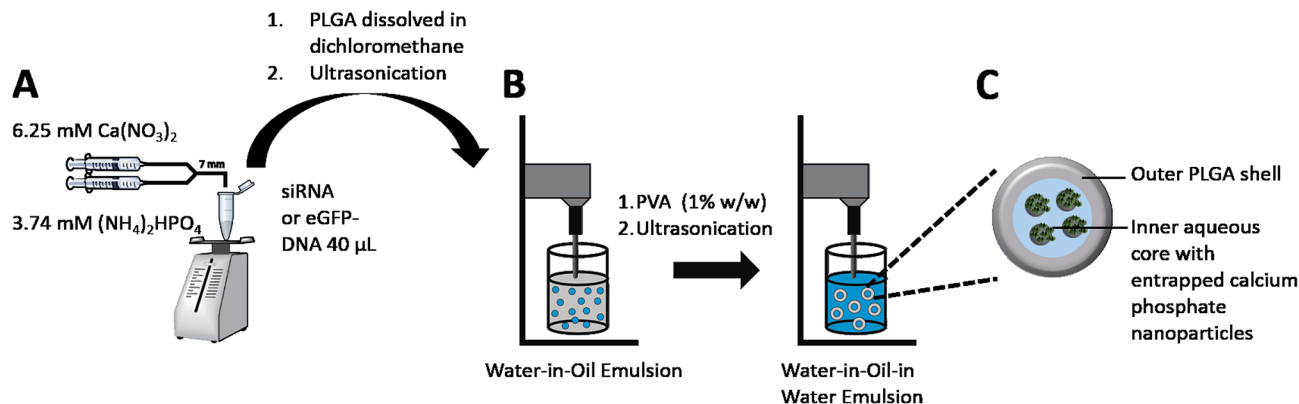 1. PLGA dissolved in
dichloromethane
2. Ultrasonication
A
6.25 mM Ca(NO₃)₂
7 mm
3.74 mM (NH₄)₂HPO₄
siRNA
or eGFP-
DNA 40 µL
B
1. PVA (1% w/w)
2. Ultrasonication
Water-in-Oil Emulsion
Water-in-Oil-in
Water Emulsion
C
Outer PLGA shell
Inner aqueous
core with
entrapped calcium
phosphate
nanoparticles